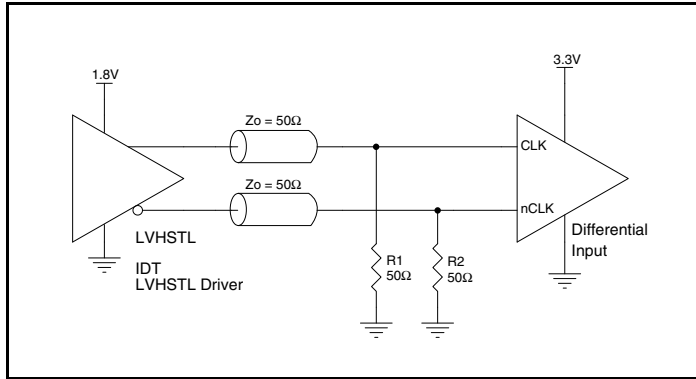 1.8V
3.3V
Zo = 50Ω
CLK
Zo = 50Ω
nCLK
LVHSTL
IDT
LVHSTL Driver
R1
50Ω
R2
50Ω
Differential
Input